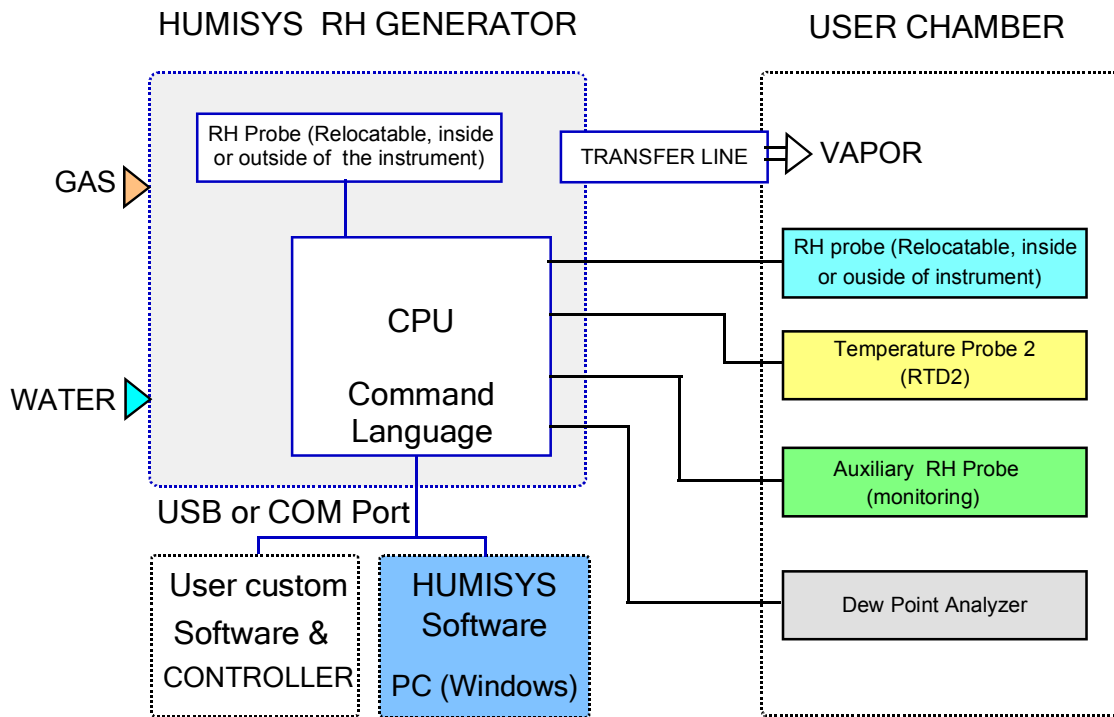 HUMISYS RH GENERATOR
USER CHAMBER
RH Probe (Relocatable, inside
or outside of the instrument)
TRANSFER LINE
VAPOR
GAS
RH probe (Relocatable, inside
or ouside of instrument)
CPU
Command
Language
Temperature Probe 2
(RTD2)
WATER
Auxiliary RH Probe
(monitoring)
USB or COM Port
User custom
Software &
CONTROLLER
HUMISYS
Software
PC (Windows)
Dew Point Analyzer